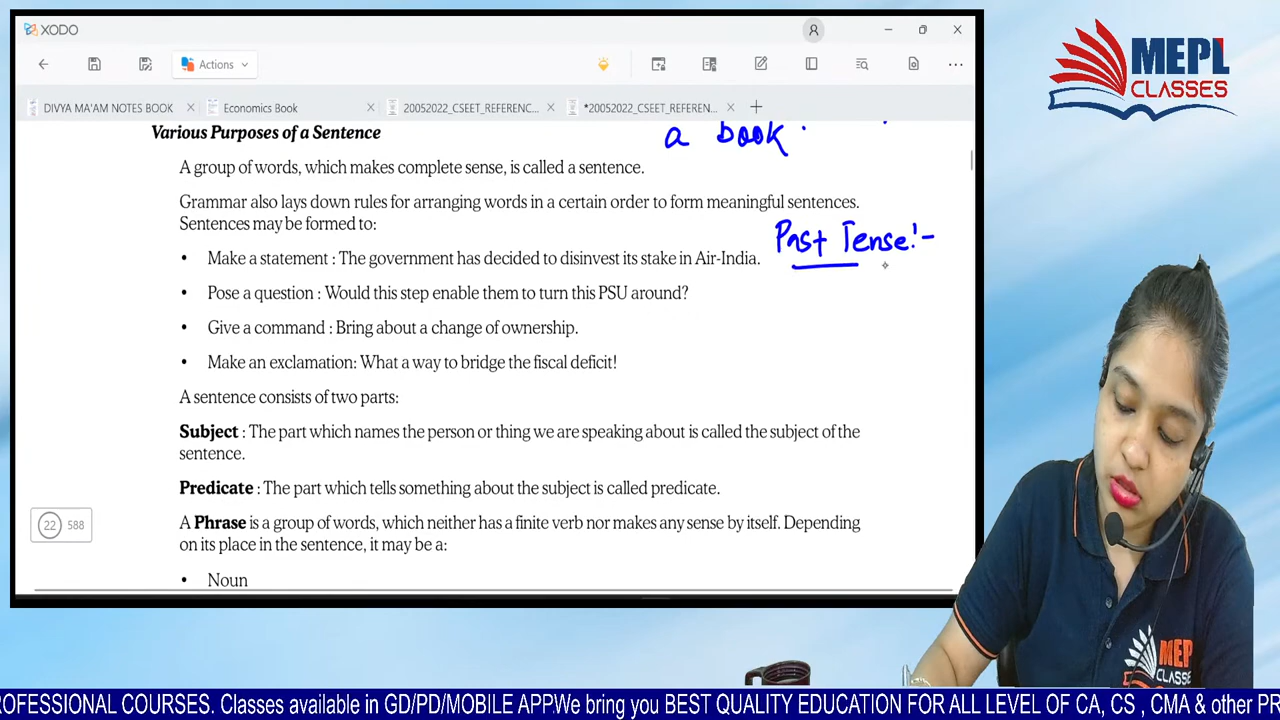 XODO
Actions
DIVYA MA'AM NOTES BOOK
Economics Book
20052022_CSEET_REFERENC...
*20052022_CSEET_REFEREN...
MEPL
CLASSES
a book.
Various Purposes of a Sentence
A group of words, which makes complete sense, is called a sentence.
Grammar also lays down rules for arranging words in a certain order to form meaningful sentences.
Sentences may be formed to:
Past Tense:-
• Make a statement : The government has decided to disinvest its stake in Air-India.
• Pose a question : Would this step enable them to turn this PSU around?
• Give a command : Bring about a change of ownership.
• Make an exclamation: What a way to bridge the fiscal deficit!
A sentence consists of two parts:
Subject : The part which names the person or thing we are speaking about is called the subject of the
sentence.
Predicate : The part which tells something about the subject is called predicate.
A Phrase is a group of words, which neither has a finite verb nor makes any sense by itself. Depending
on its place in the sentence, it may be a:
• Noun
22 588
MEPL
CLASSES
ROFESSIONAL COURSES. Classes available in GD/PD/MOBILE APPWe bring you BEST QUALITY EDUCATION FOR ALL LEVEL OF CA, CS , CMA & other PR